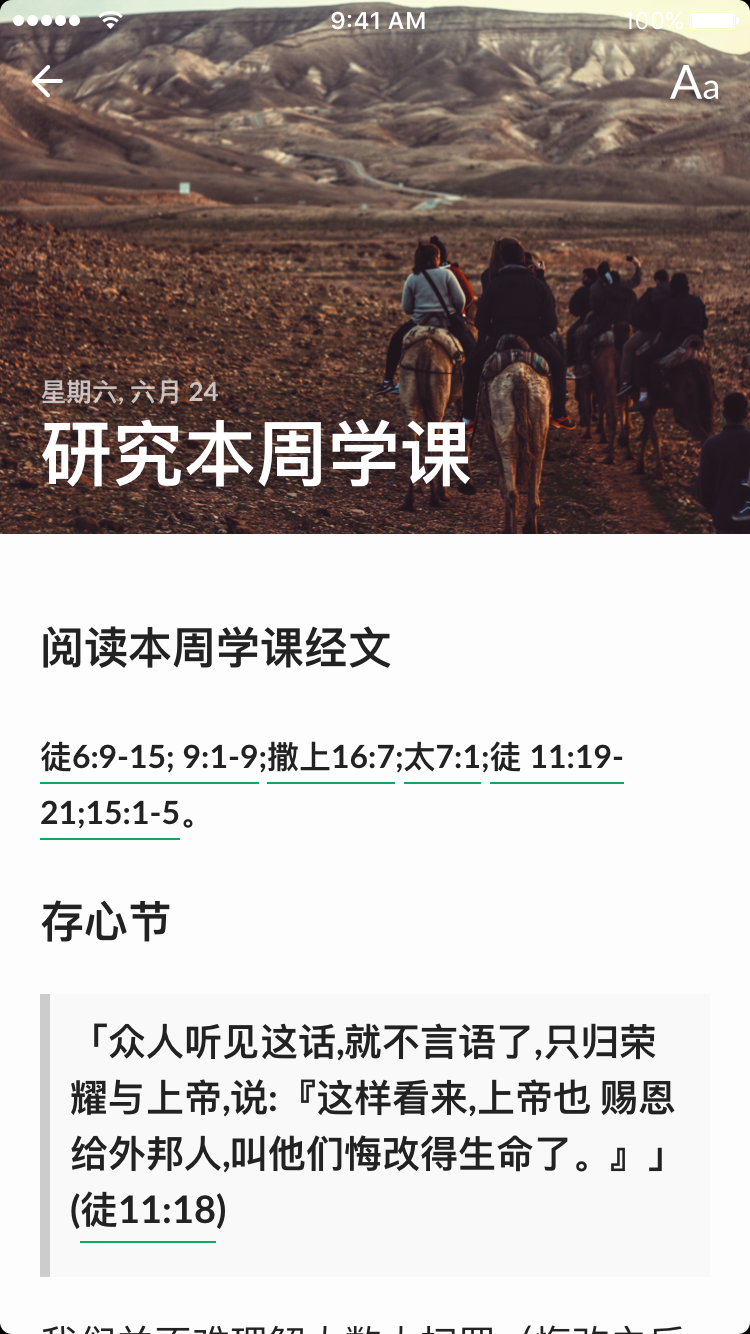 9:41 AM
100%
Aa
星期六, 六月 24
研究本周学课
阅读本周学课经文
徒6:9-15; 9:1-9;撒上16:7;太7:1;徒 11:19-
21;15:1-5。
存心节
「众人听见这话,就不言语了,只归荣
耀与上帝,说:『这样看来,上帝也 赐恩
给外邦人,叫他们悔改得生命了。』」
(徒11:18)